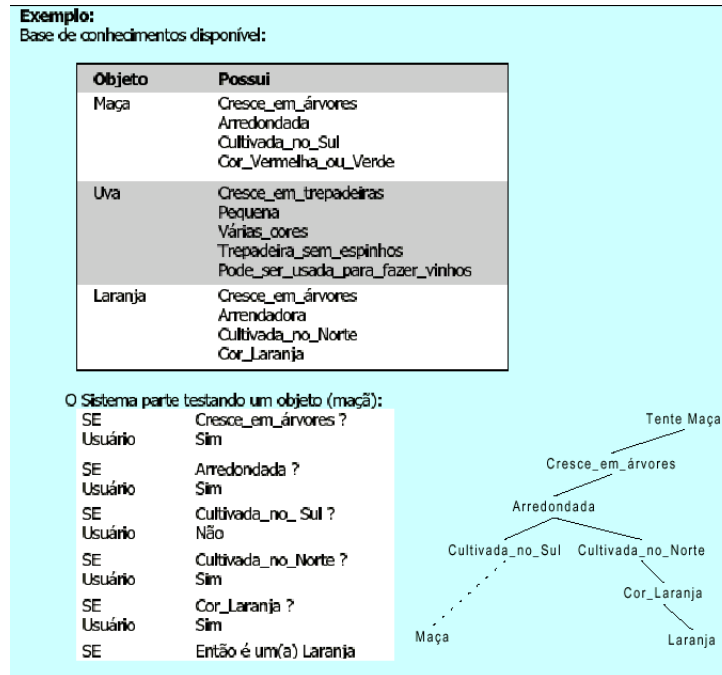 Exemplo:
Base de conhecimentos disponível:
Objeto Possui
Maça Cresce_em_árvores
Arredondada
Cultivada_no_Sul
Cor_Vermelha_ou_Verde
Uva Cresce_em_trepadeiras
Pequena
Várias_cores
Trepadeira_sem_espinhos
Pode_ser_usada_para_fazer_vinhos
Laranja Cresce_em_árvores
Arrendadora
Cultivada_no_Norte
Cor_Laranja
O Sistema parte testando um objeto (maçã):
SE Cresce_em_árvores ?
Usuário Sim
SE Arredondada ?
Usuário Sim
SE Cultivada_no_ Sul ?
Usuário Não
SE Cultivada_no_Norte ?
Usuário Sim
SE Cor_Laranja ?
Usuário Sim
SE Então é um(a) Laranja
Tente Maça
Cresce_em_árvores
Arredondada
Cultivada_no_Sul Cultivada_no_Norte
Cor_Laranja
Maça Laranja